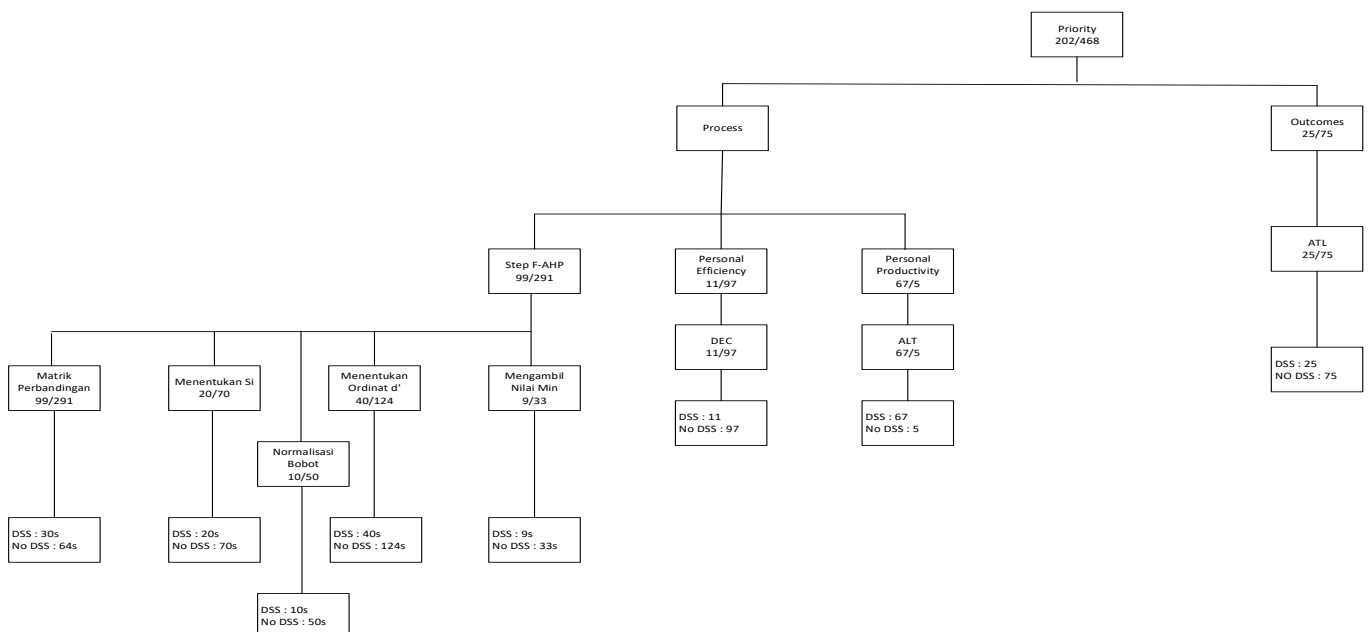 Priority
202/468
Process
Outcomes
25/75
Step F-AHP
99/291
Personal
Efficiency
11/97
Personal
Productivity
67/5
ATL
25/75
DEC
11/97
ALT
67/5
DSS : 25
NO DSS : 75
Matrik
Perbandingan
99/291
Menentukan Si
20/70
Menentukan
Ordinat d'
40/124
Mengambil
Nilai Min
9/33
DSS : 11
No DSS : 97
DSS : 67
No DSS : 5
Normalisasi
Bobot
10/50
DSS : 30s
No DSS : 64s
DSS : 20s
No DSS : 70s
DSS : 40s
No DSS : 124s
DSS : 9s
No DSS : 33s
DSS : 10s
No DSS : 50s